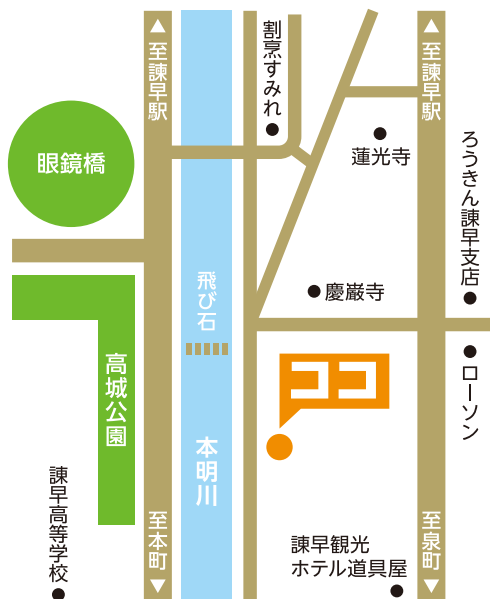 ▲至諫早駅
割烹すみれ
▲至諫早駅
眼鏡橋
蓮光寺
ろうきん諫早支店
飛び石
慶巌寺
ココ
ローソン
高城公園
本明川
諫早高等学校
至本町▼
諫早観光
ホテル道具屋
至泉町▼